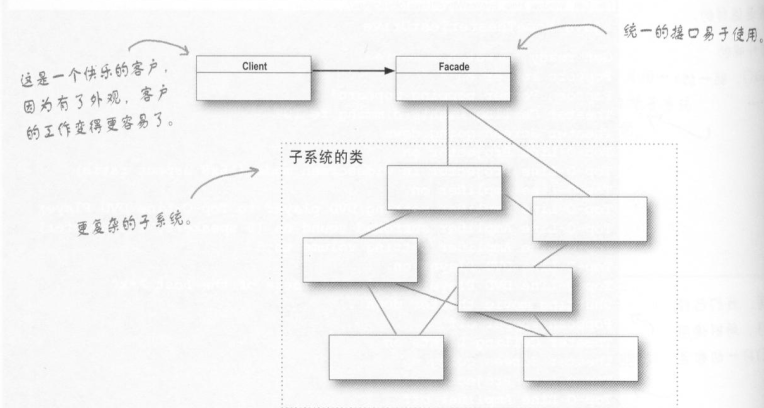 统一的接口易于使用。
Client
Facade
这是一个快乐的客户，
因为有了外观，客户
的工作变得更容易了。
子系统的类
更复杂的子系统。